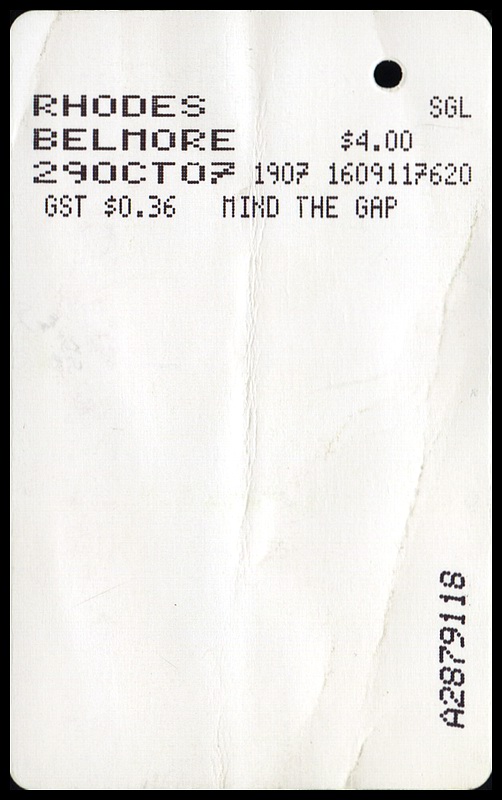 RHODES SGL
BELMORE $4.00
29OCT07 1907 1609117620
GST $0.36 MIND THE GAP
A2879118